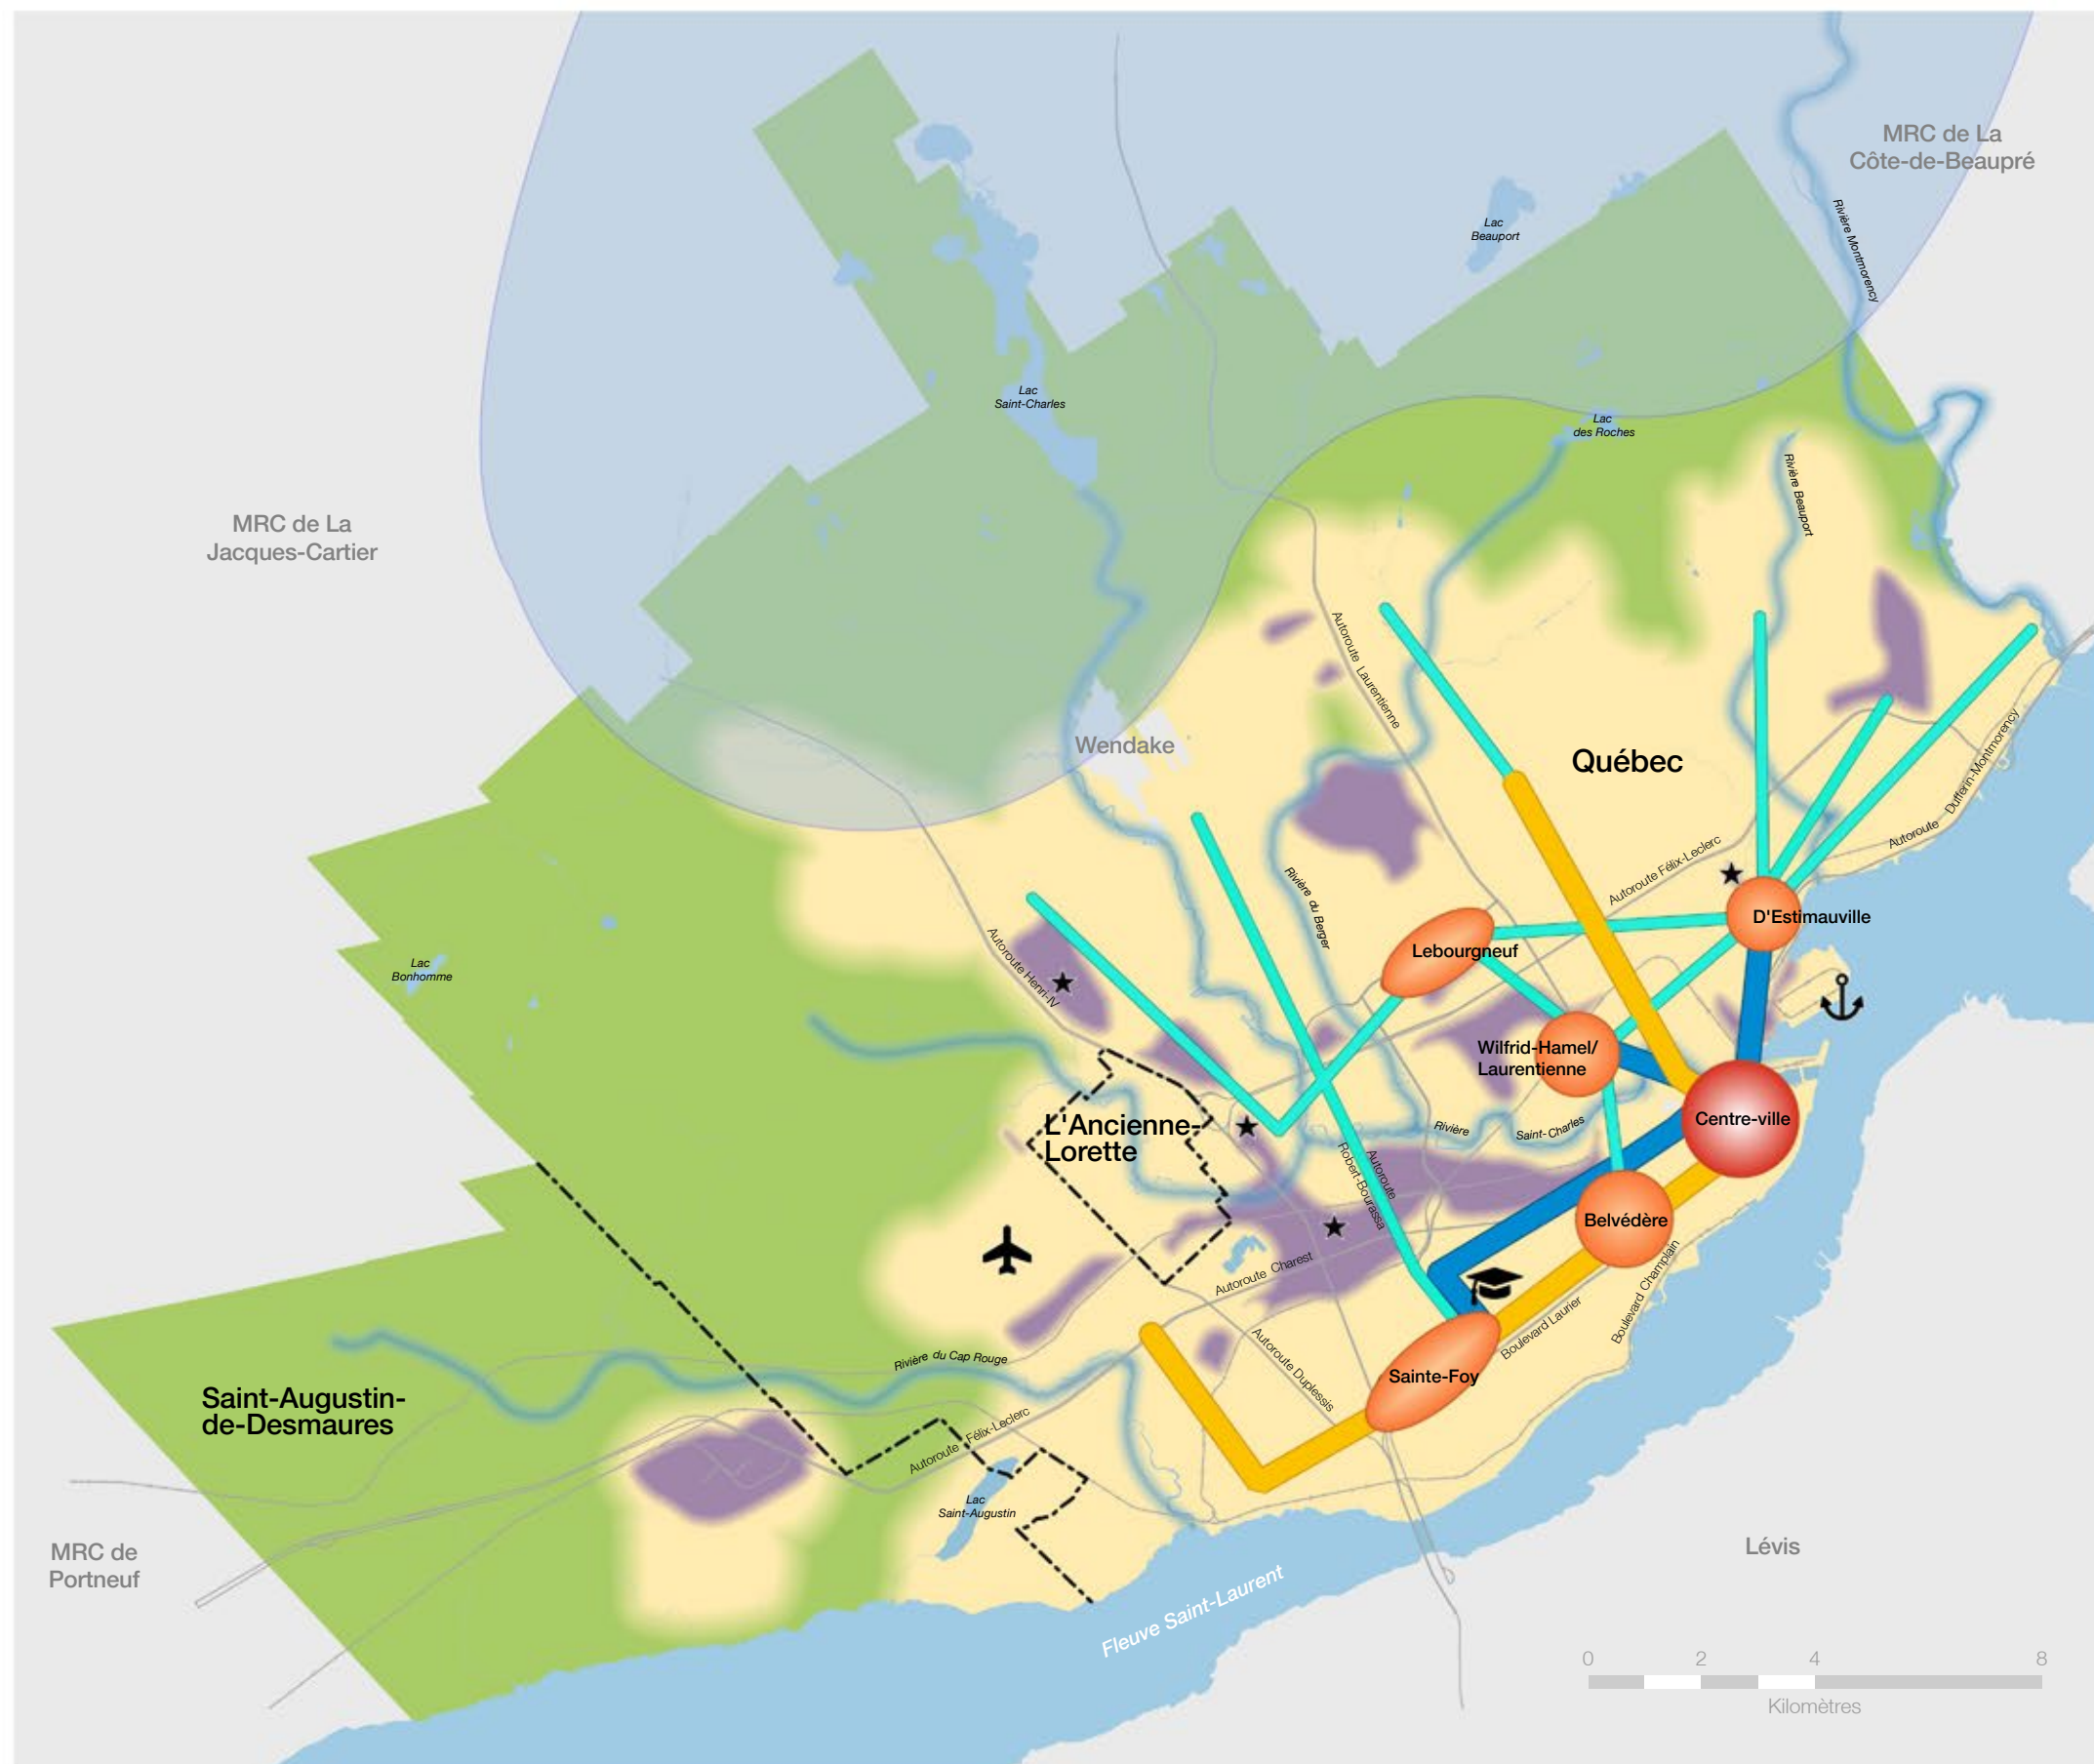 MRC de La
Côte-de-Beaupré
Rivière Montmorency
Lac
Beauport
Lac
Saint-Charles
Lac
des Roches
Rivière Beauport
MRC de La
Jacques-Cartier
Autoroute Laurentienne
Wendake
Québec
Autoroute Dufferin-Montmorency
Autoroute Félix-Leclerc
Rivière du Berger
D'Estimauville
Lebourgneuf
Autoroute Henri-IV
Lac
Bonhomme
Wilfrid-Hamel/
Laurentienne
Centre-ville
L'Ancienne-
Lorette
Rivière Saint-Charles
Autoroute
Robert-Bourassa
Belvédère
Autoroute Charest
Boulevard Champlain
Boulevard Laurier
Rivière du Cap Rouge
Autoroute Duplessis
Sainte-Foy
Saint-Augustin-
de-Desmaures
Autoroute Félix-Leclerc
Lac
Saint-Augustin
MRC de
Portneuf
Lévis
Fleuve Saint-Laurent
0 2 4 8
Kilomètres